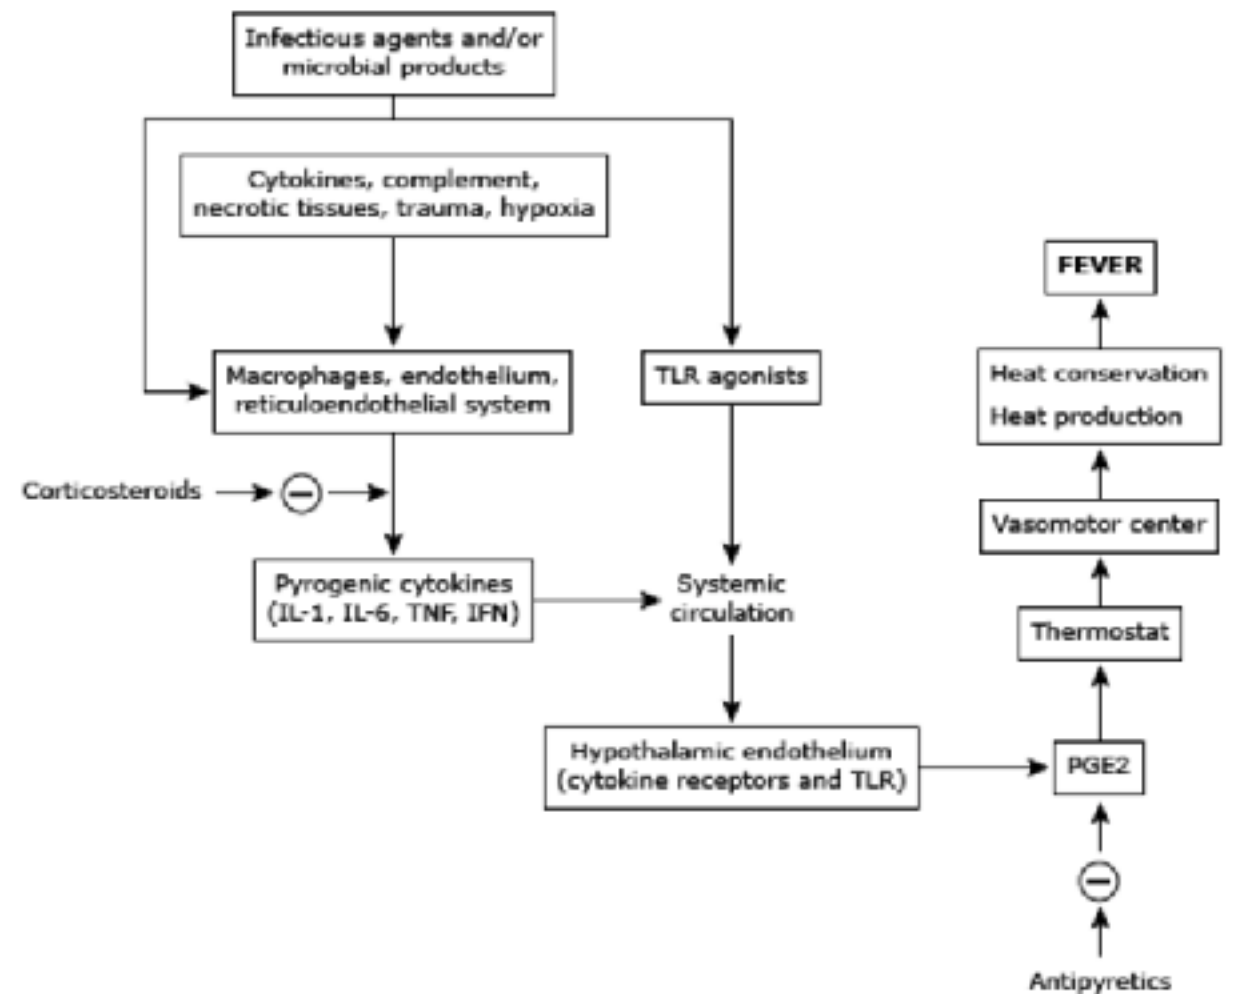 Infectious agents and/or
microbial products
Cytokines, complement,
necrotic tissues, trauma, hypoxia
FEVER
Macrophages, endothelium,
reticuloendothelial system
TLR agonists
Heat conservation
Heat production
Corticosteroids
Vasomotor center
Pyrogenic cytokines
(IL-1, IL-6, TNF, IFN)
Systemic
circulation
Thermostat
Hypothalamic endothelium
(cytokine receptors and TLR)
PGE2
Antipyretics